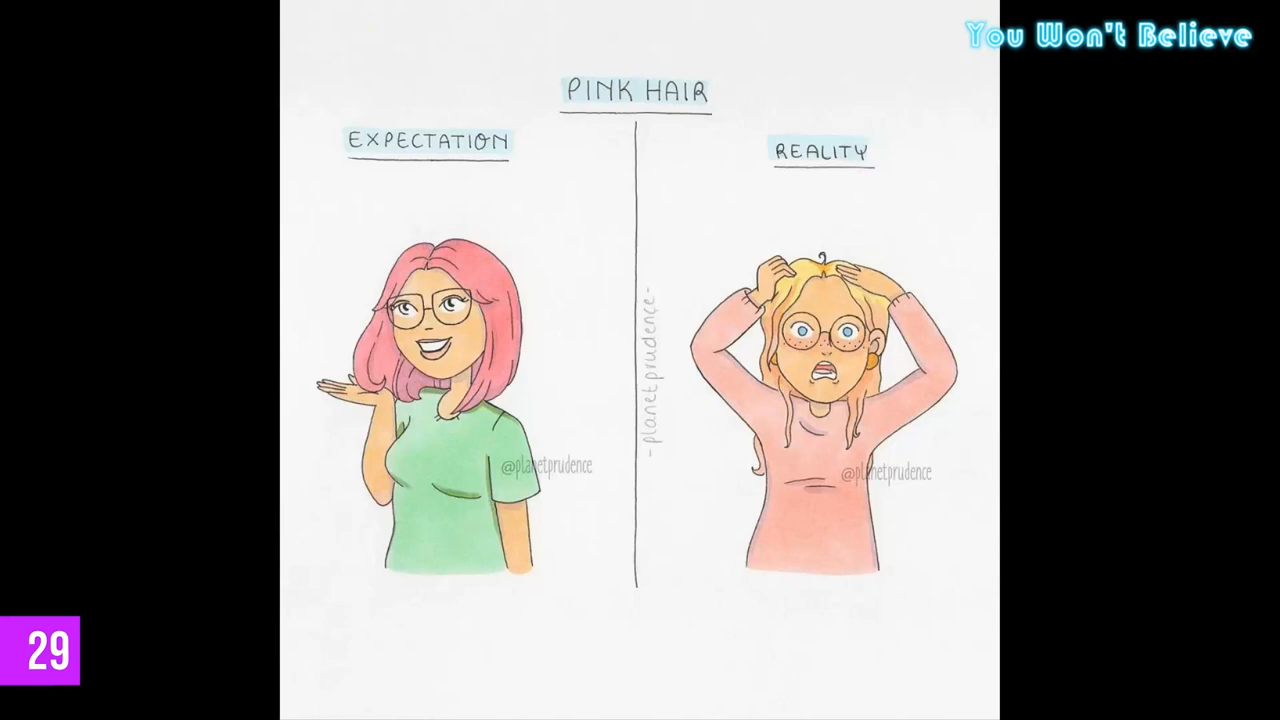 You Won't Believe
PINK HAIR
EXPECTATION
REALITY
-planetprudence-
@planetprudence
@planetprudence
29